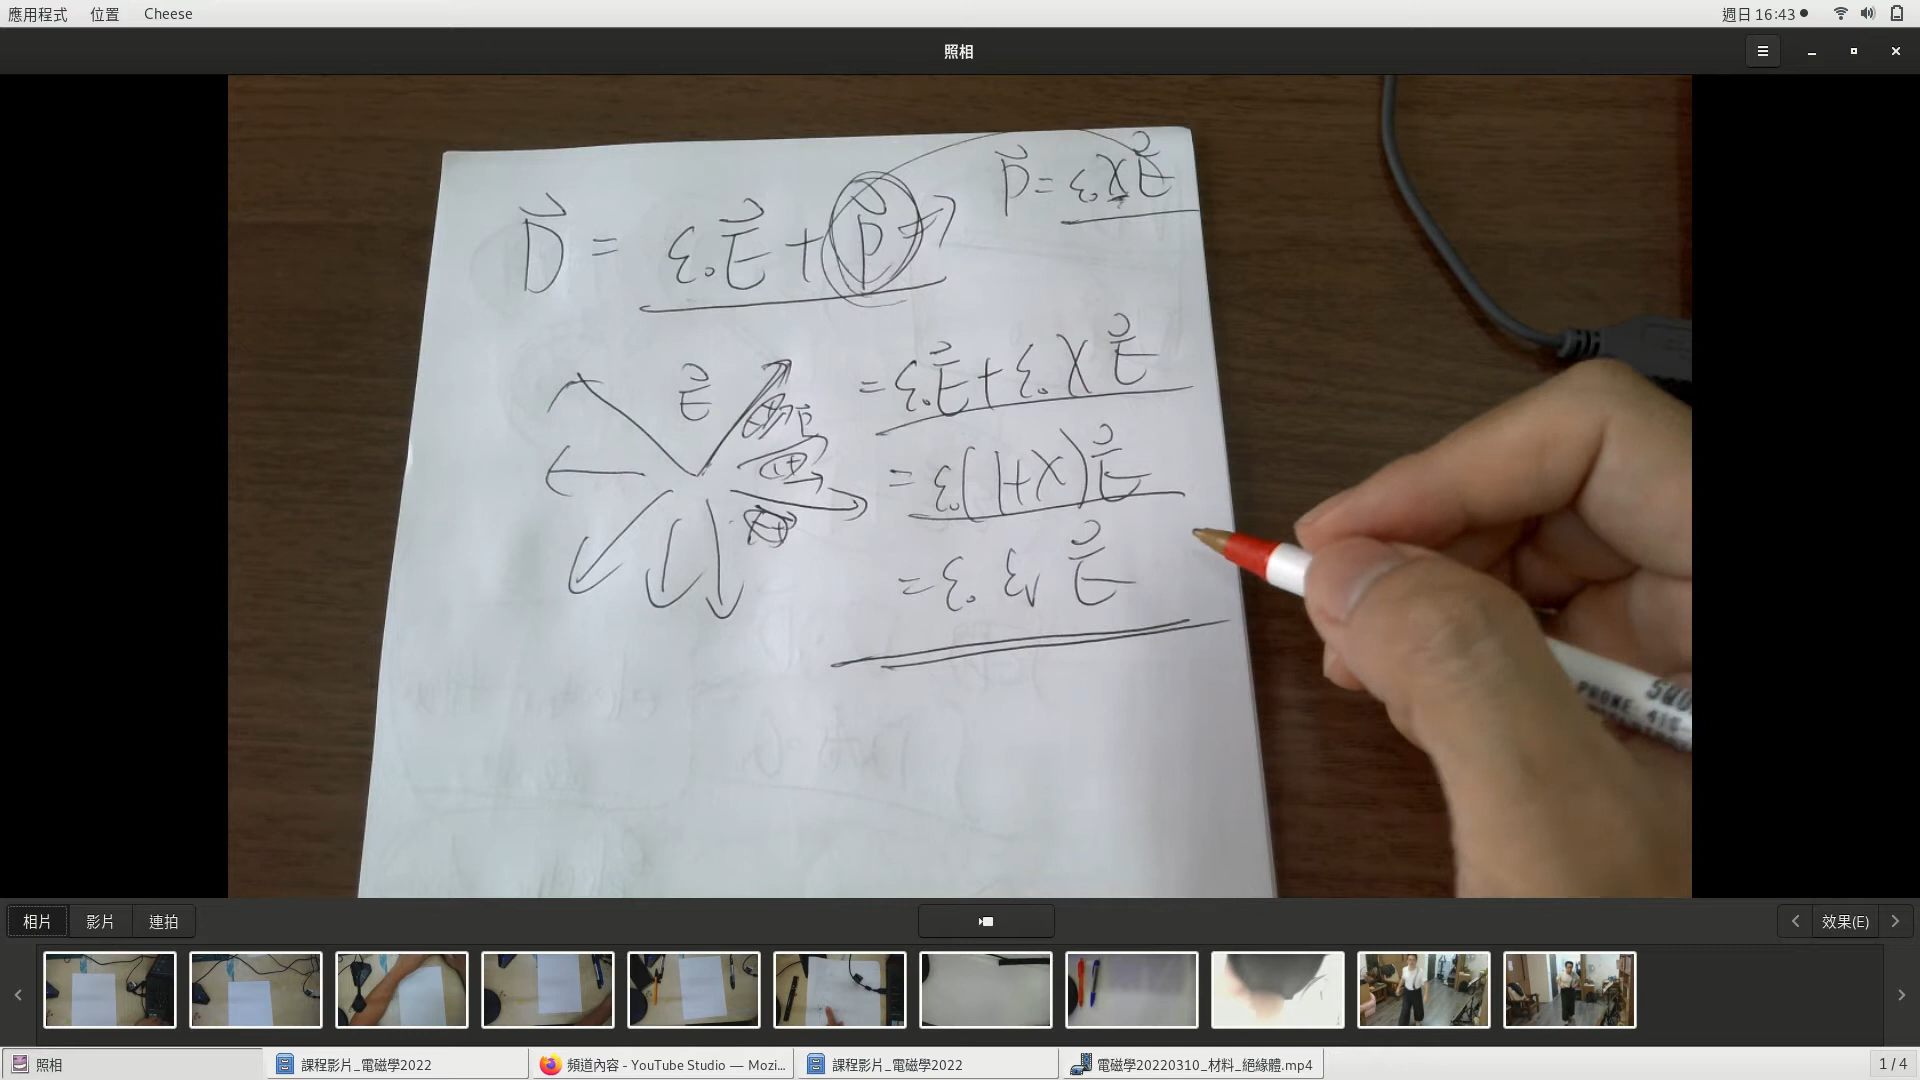 應用程式 位置 Cheese 週日 16:43
照相
D⃗ = ε₀E⃗ + P⃗
P⃗ = ε₀χE⃗
E⃗
= ε₀E⃗ + ε₀χE⃗
= ε₀(1+χ)E⃗
= ε₀ εr E⃗
相片 影片 連拍 效果(E)
照相 課程影片_電磁學2022 頻道內容 - YouTube Studio — Mozi… 課程影片_電磁學2022 電磁學20220310_材料_絕緣體.mp4 1 / 4